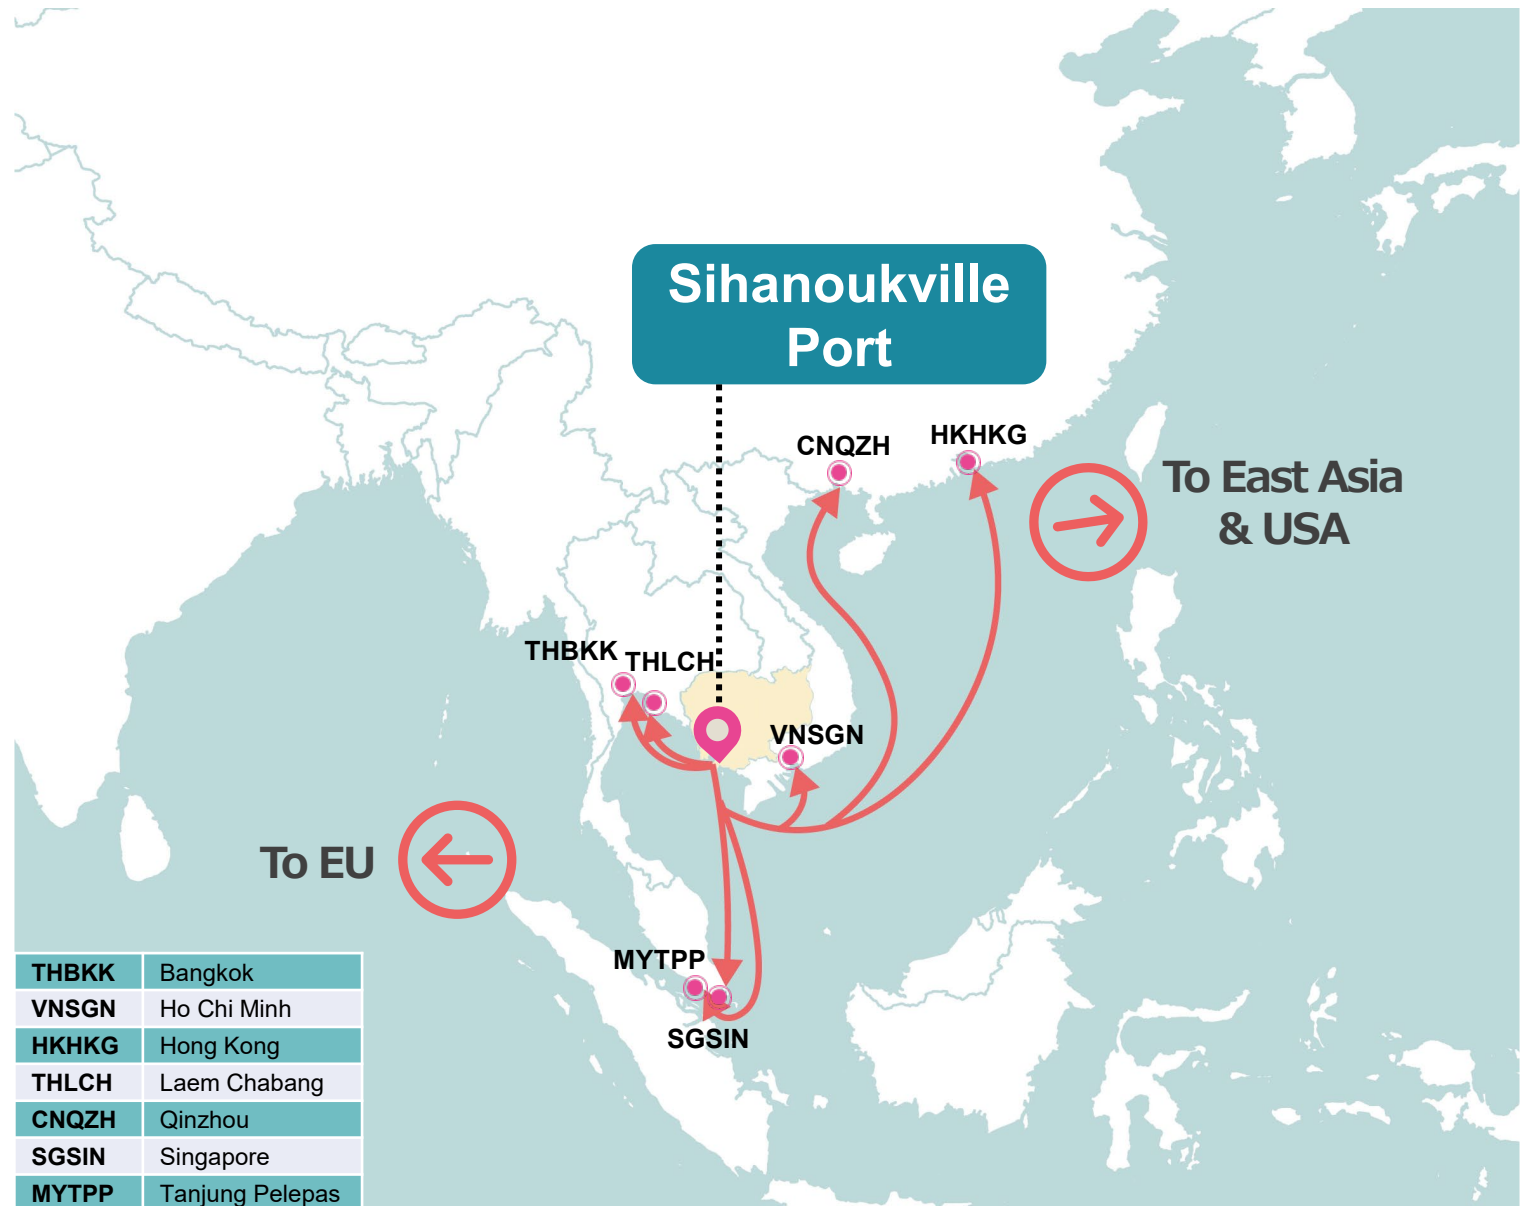 Sihanoukville
Port
CNQZH
HKHKG
To East Asia
& USA
THBKK
THLCH
VNSGN
To EU
MYTPP
SGSIN
THBKK Bangkok
VNSGN Ho Chi Minh
HKHKG Hong Kong
THLCH Laem Chabang
CNQZH Qinzhou
SGSIN Singapore
MYTPP Tanjung Pelepas